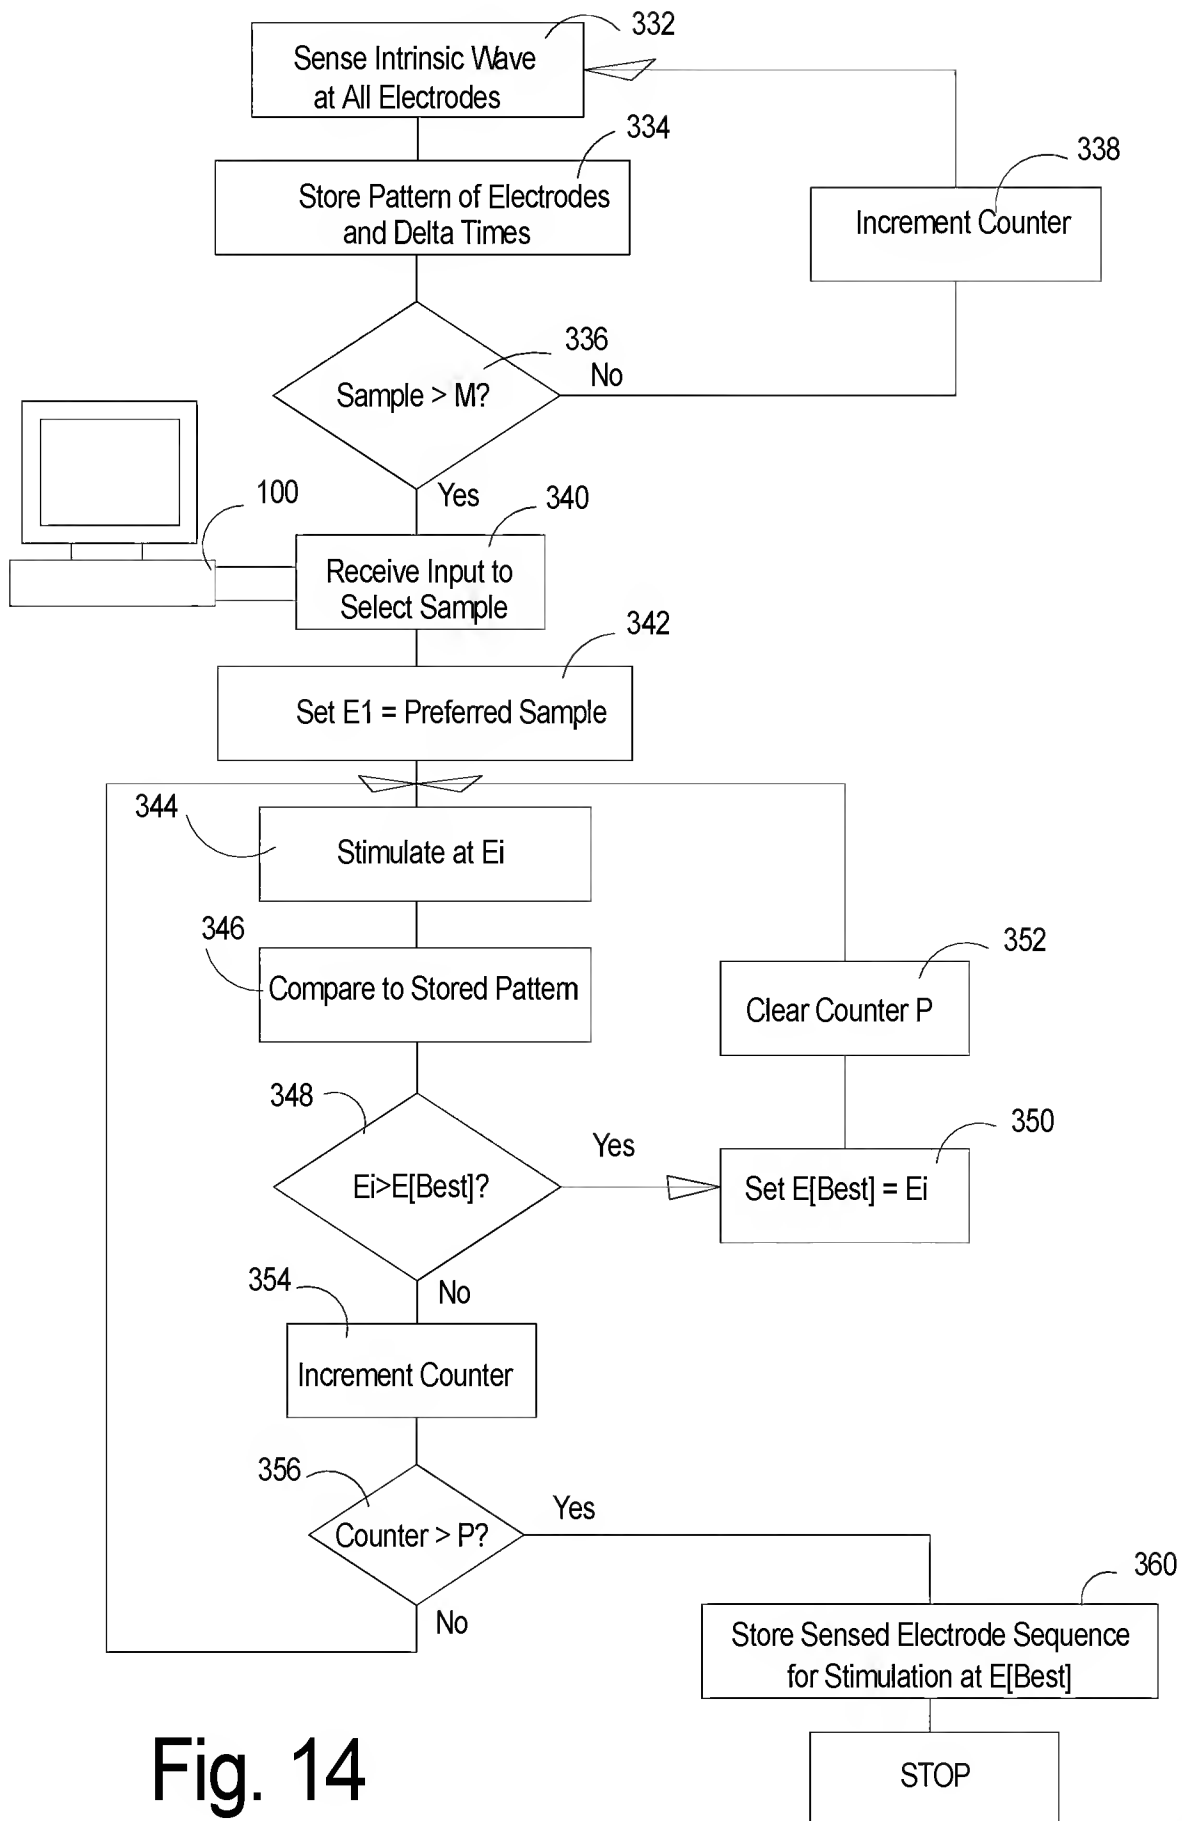 332
Sense Intrinsic Wave
at All Electrodes
334
Store Pattern of Electrodes
and Delta Times
338
Increment Counter
336
Sample > M?
No
Yes
100
340
Receive Input to
Select Sample
342
Set E1 = Preferred Sample
344
Stimulate at Ei
346
Compare to Stored Pattern
352
Clear Counter P
348
Ei>E[Best]?
Yes
350
Set E[Best] = Ei
No
354
Increment Counter
356
Counter > P?
Yes
No
360
Store Sensed Electrode Sequence
for Stimulation at E[Best]
STOP
Fig. 14